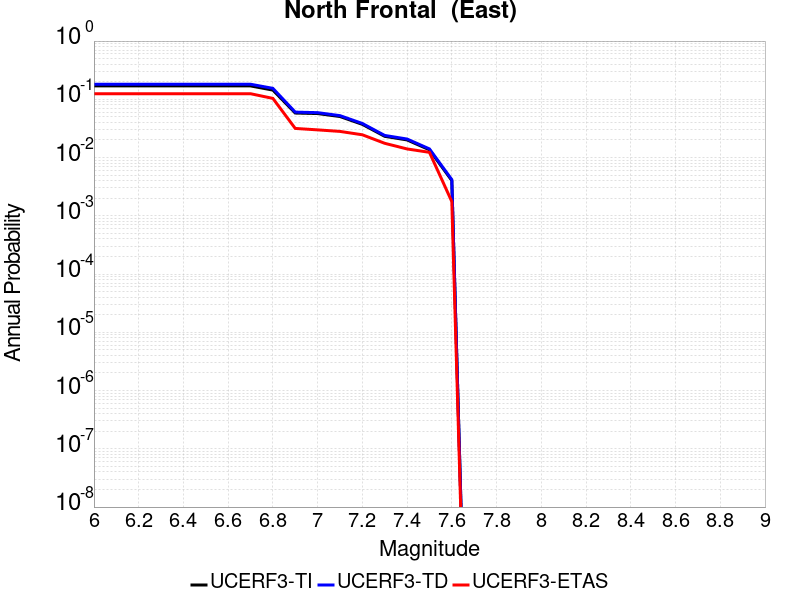 North Frontal  (East)
10^0
10^-1
10^-2
10^-3
10^-4
10^-5
10^-6
10^-7
10^-8
Annual Probability
6 6.2 6.4 6.6 6.8 7 7.2 7.4 7.6 7.8 8 8.2 8.4 8.6 8.8 9
Magnitude
UCERF3-TI UCERF3-TD UCERF3-ETAS